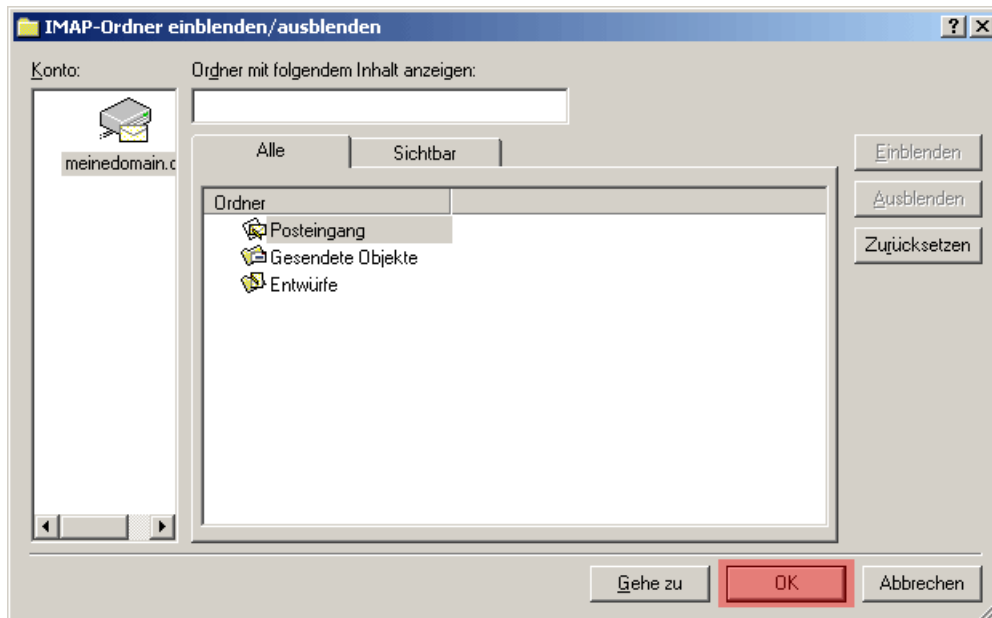 IMAP-Ordner einblenden/ausblenden
Konto:
Ordner mit folgendem Inhalt anzeigen:
meinedomain.c
Alle
Sichtbar
Einblenden
Ausblenden
Zurücksetzen
Ordner
Posteingang
Gesendete Objekte
Entwürfe
Gehe zu
OK
Abbrechen